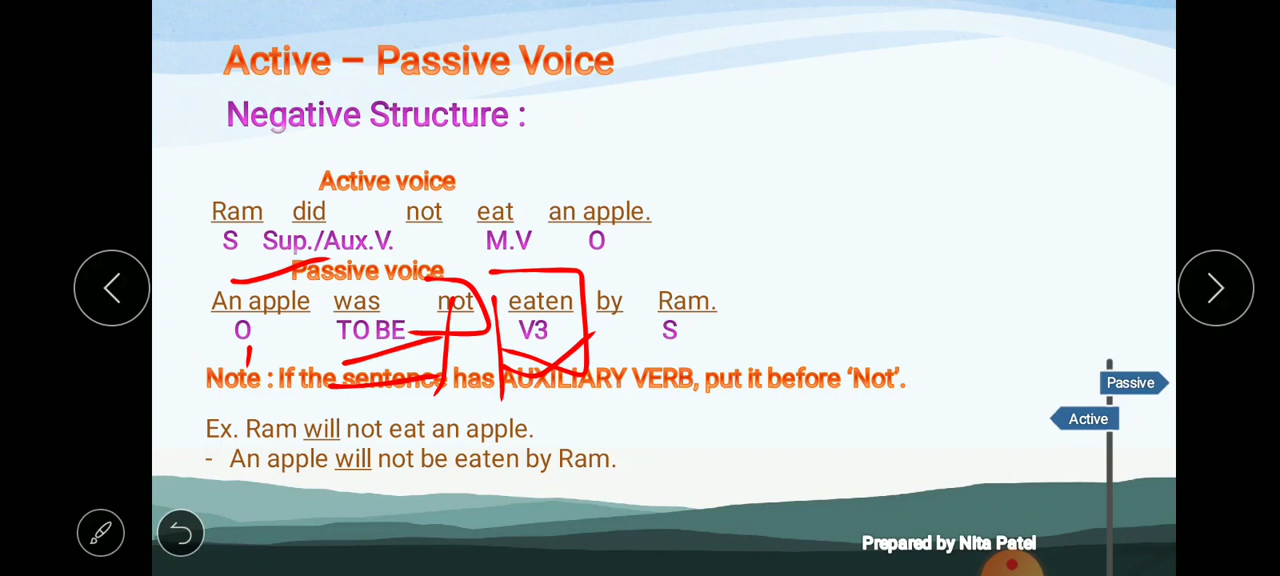 Active – Passive Voice
Negative Structure :
Active voice
Ram did not eat an apple.
S Sup./Aux.V. M.V O
Passive voice
An apple was not eaten by Ram.
O TO BE V3 S
Note : If the sentence has AUXILIARY VERB, put it before ‘Not’.
Passive
Active
Ex. Ram will not eat an apple.
- An apple will not be eaten by Ram.
Prepared by Nita Patel